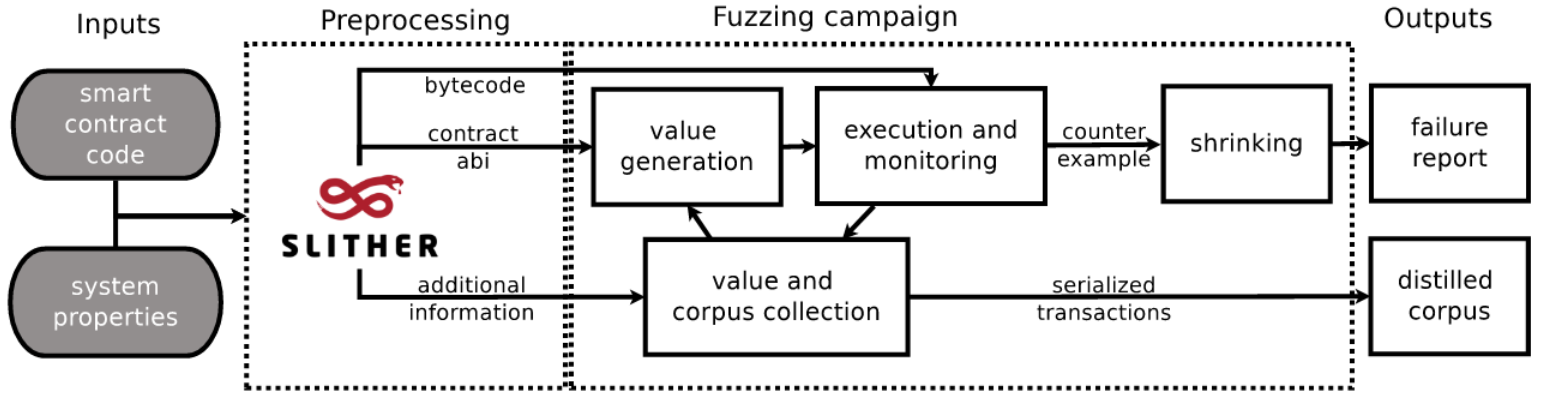 Inputs
Preprocessing
Fuzzing campaign
Outputs
smart
contract
code
system
properties
SLITHER
bytecode
contract
abi
additional
information
value
generation
execution and
monitoring
counter
example
shrinking
value and
corpus collection
serialized
transactions
failure
report
distilled
corpus